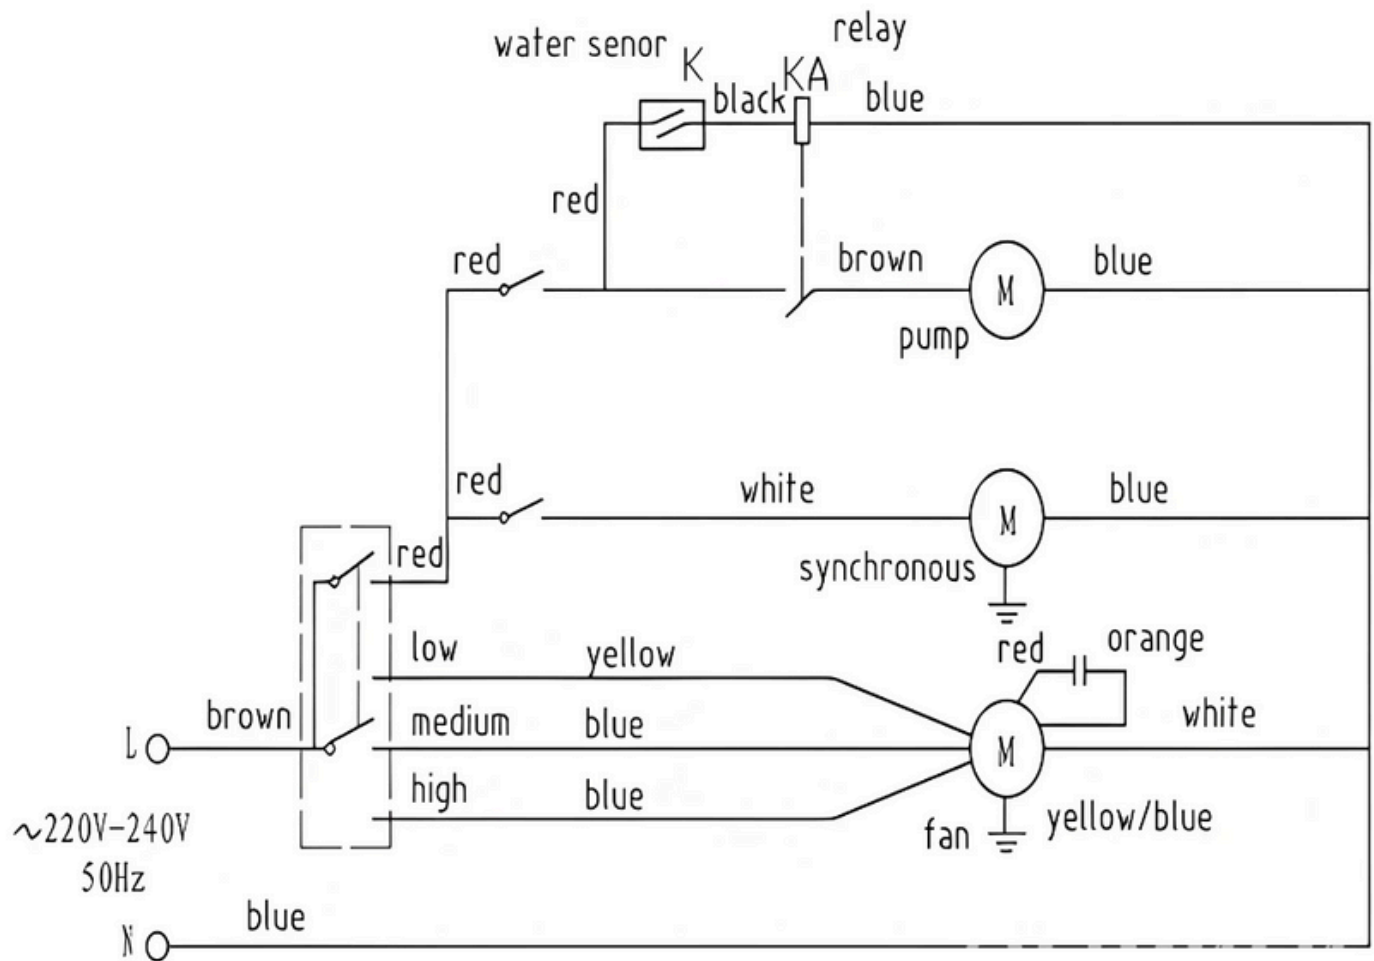 relay
water senor
K
KA
black
blue
red
red
brown
blue
M
pump
red
white
blue
M
synchronous
red
low
yellow
red
orange
brown
medium
blue
white
L
M
high
blue
~220V-240V
fan
yellow/blue
50Hz
blue
N